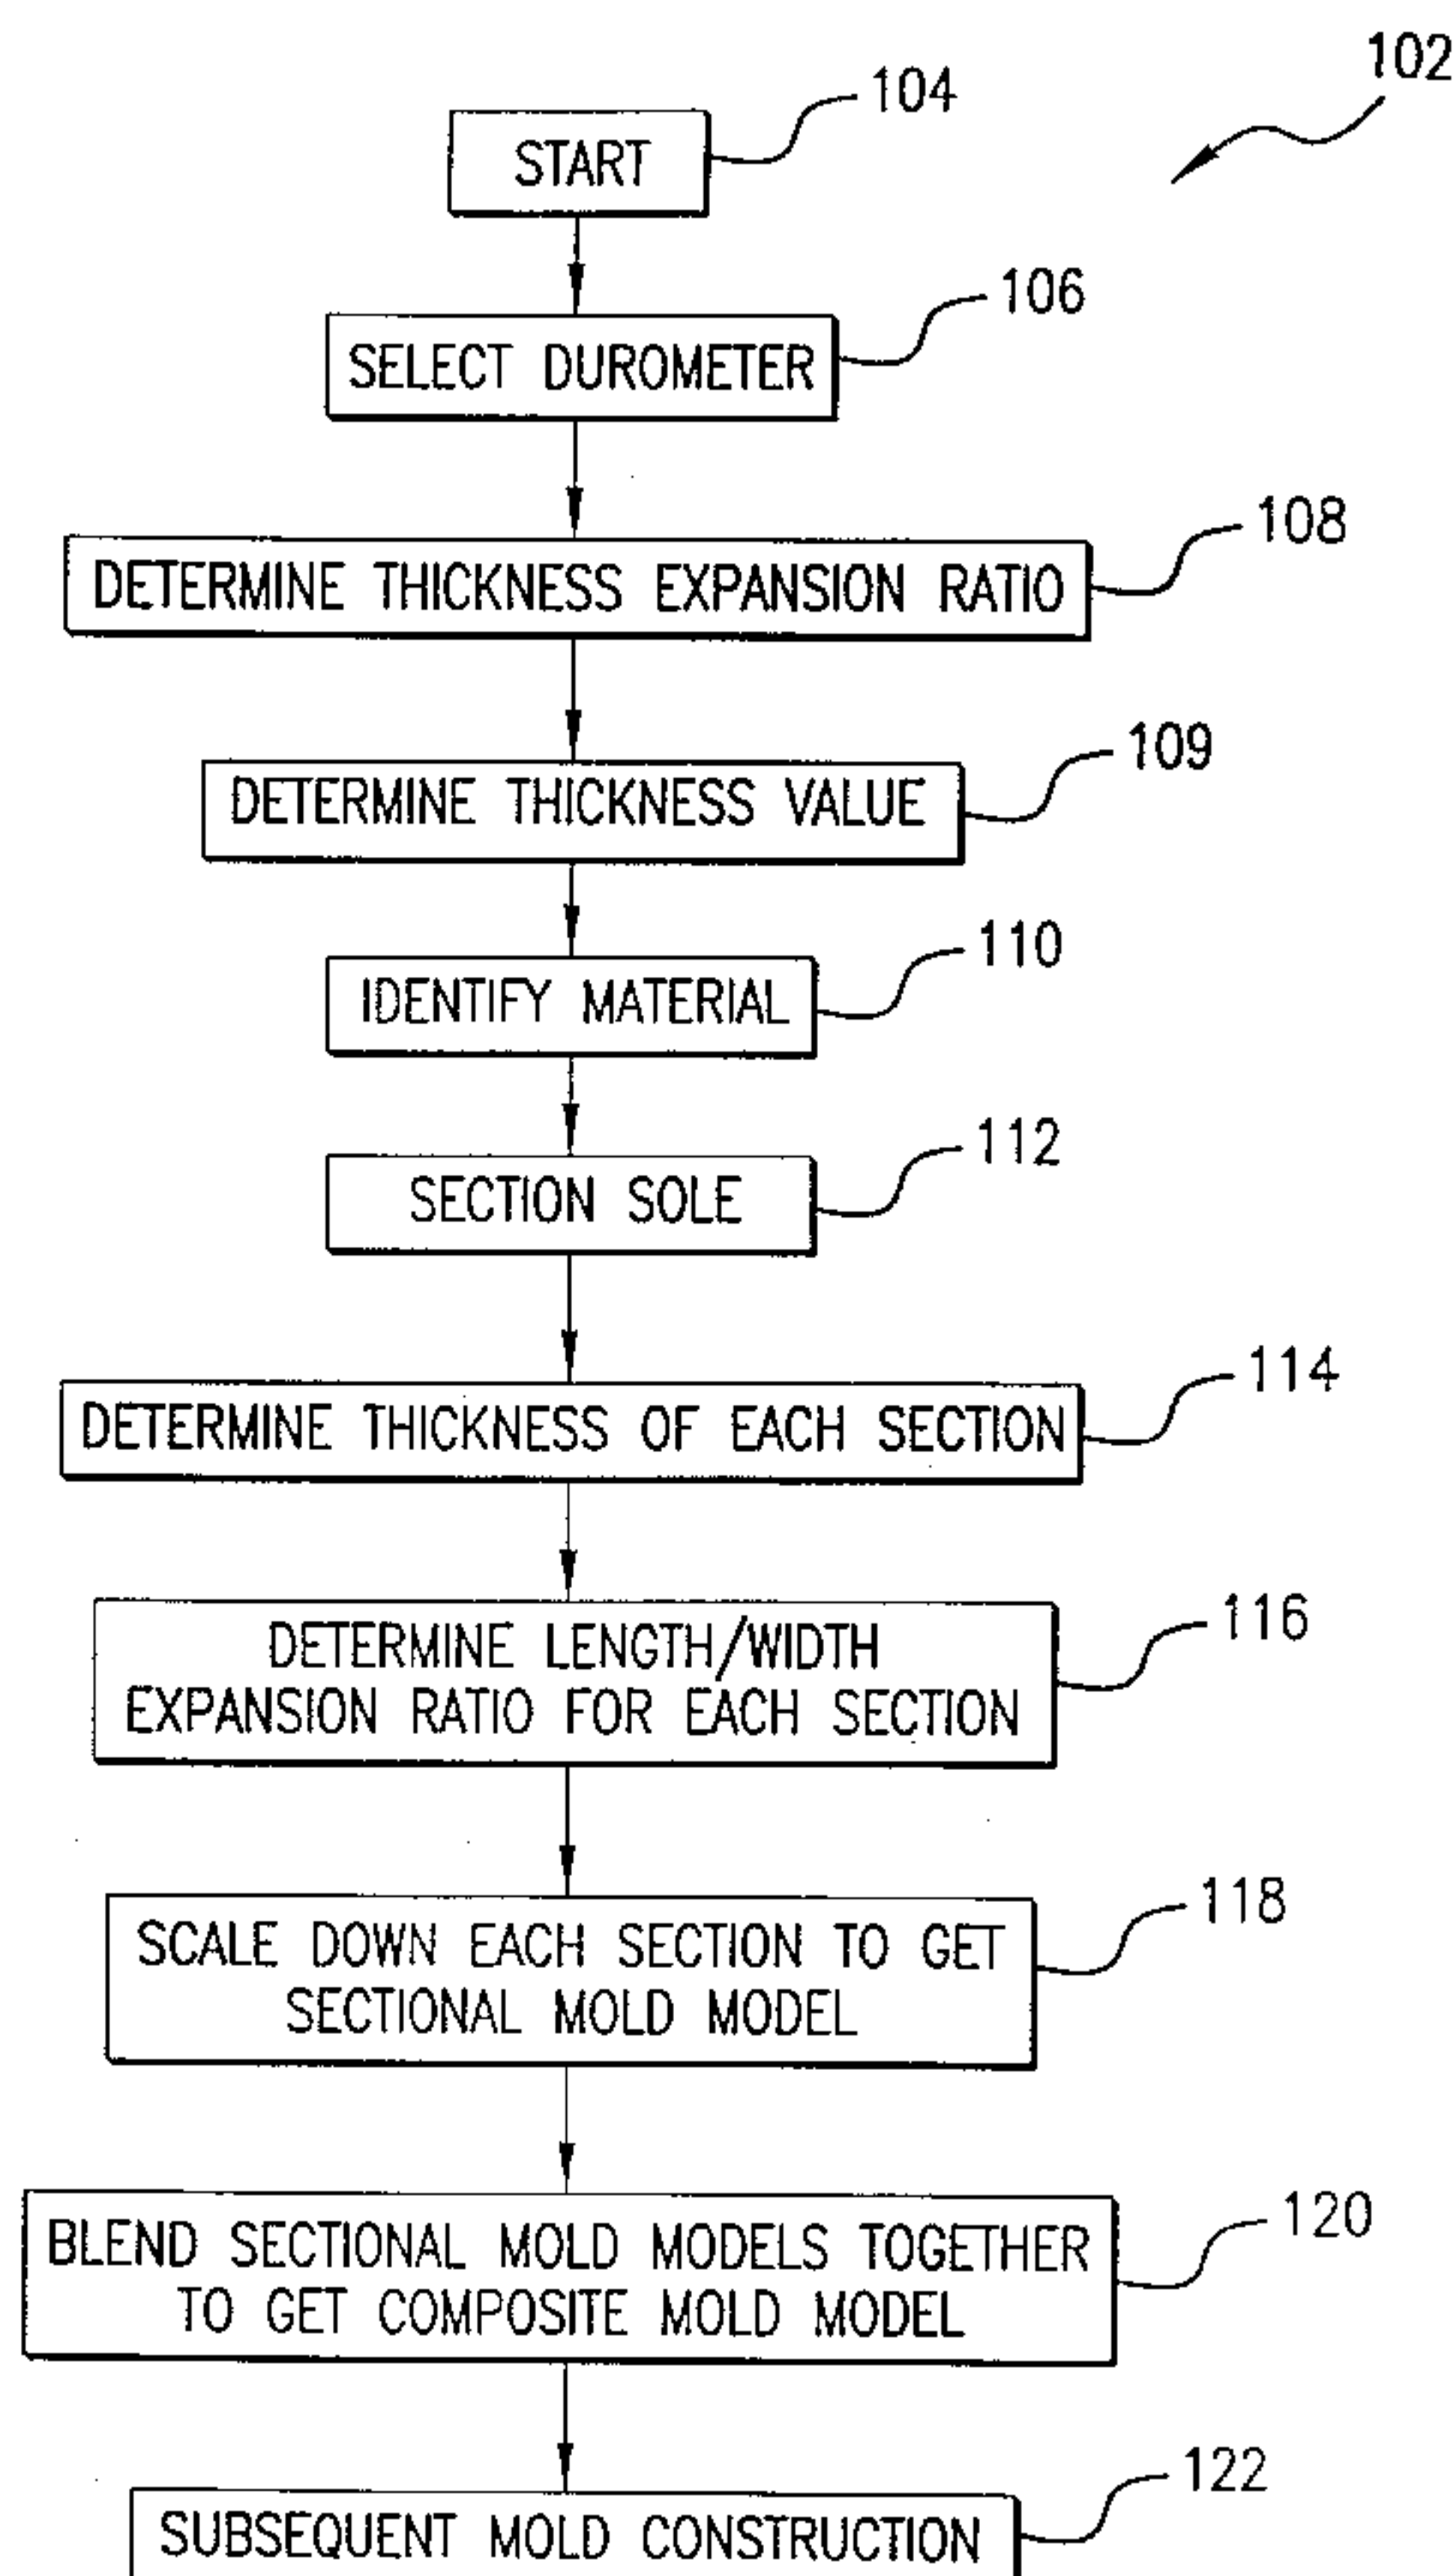 102
104
START
106
SELECT DUROMETER
108
DETERMINE THICKNESS EXPANSION RATIO
109
DETERMINE THICKNESS VALUE
110
IDENTIFY MATERIAL
112
SECTION SOLE
114
DETERMINE THICKNESS OF EACH SECTION
116
DETERMINE LENGTH/WIDTH
EXPANSION RATIO FOR EACH SECTION
118
SCALE DOWN EACH SECTION TO GET
SECTIONAL MOLD MODEL
120
BLEND SECTIONAL MOLD MODELS TOGETHER
TO GET COMPOSITE MOLD MODEL
122
SUBSEQUENT MOLD CONSTRUCTION